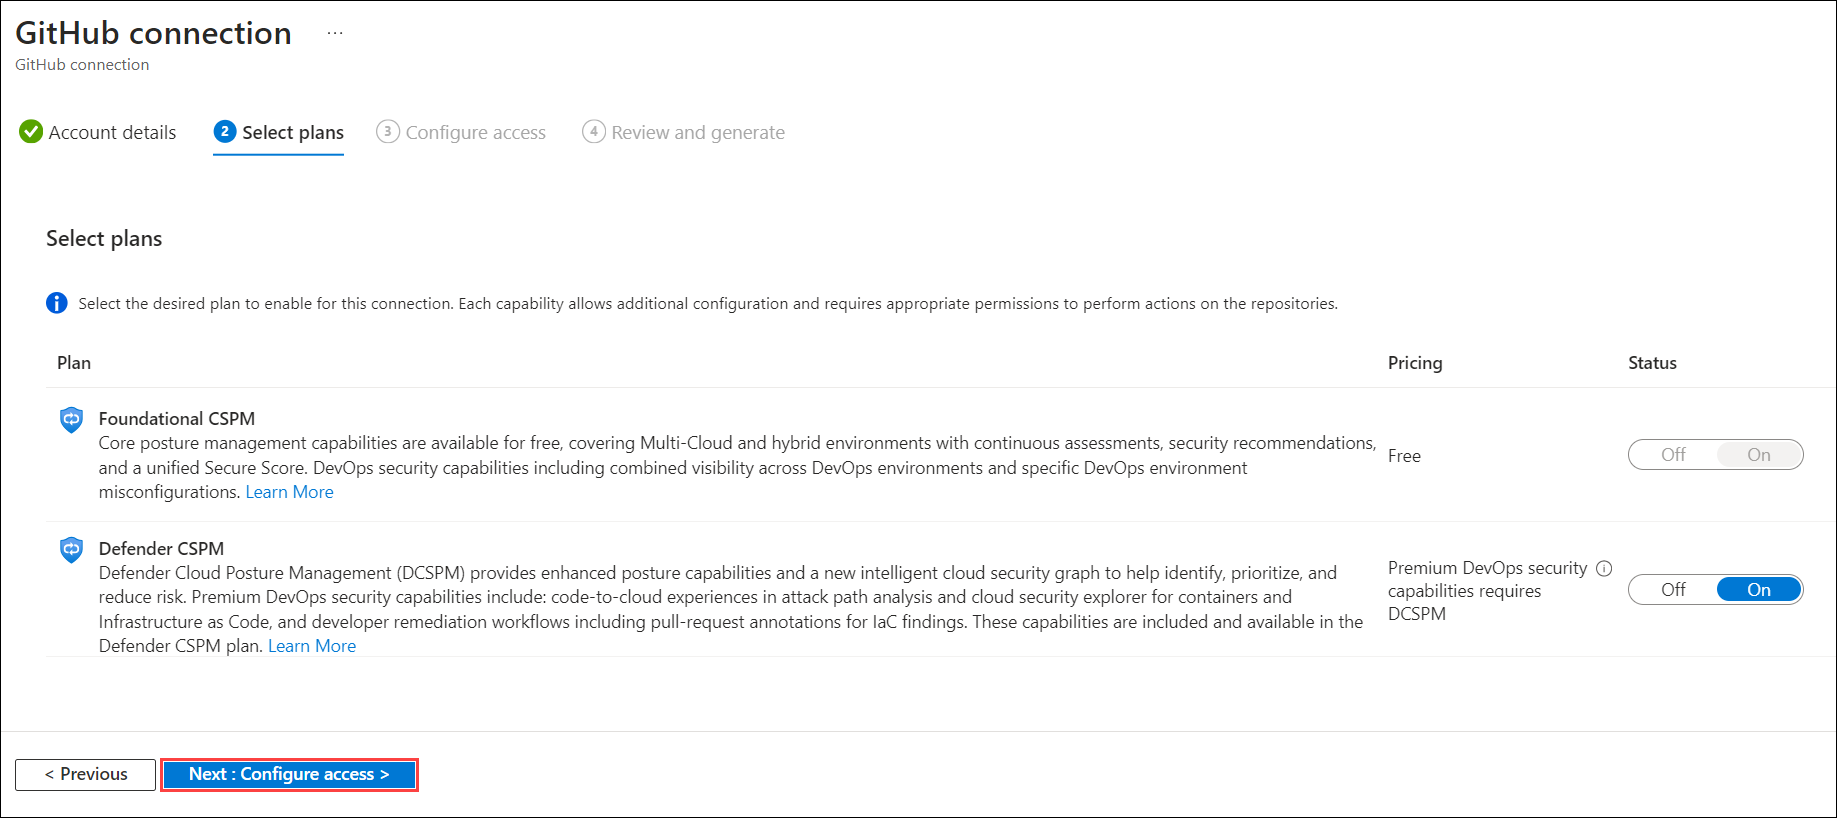 GitHub connection ...
GitHub connection
Account details
2 Select plans
3 Configure access
4 Review and generate
Select plans
Select the desired plan to enable for this connection. Each capability allows additional configuration and requires appropriate permissions to perform actions on the repositories.
Plan
Pricing
Status
Foundational CSPM
Core posture management capabilities are available for free, covering Multi-Cloud and hybrid environments with continuous assessments, security recommendations,
and a unified Secure Score. DevOps security capabilities including combined visibility across DevOps environments and specific DevOps environment
misconfigurations. Learn More
Free
Off On
Defender CSPM
Defender Cloud Posture Management (DCSPM) provides enhanced posture capabilities and a new intelligent cloud security graph to help identify, prioritize, and
reduce risk. Premium DevOps security capabilities include: code-to-cloud experiences in attack path analysis and cloud security explorer for containers and
Infrastructure as Code, and developer remediation workflows including pull-request annotations for IaC findings. These capabilities are included and available in the
Defender CSPM plan. Learn More
Premium DevOps security
capabilities requires
DCSPM
Off On
< Previous
Next : Configure access >